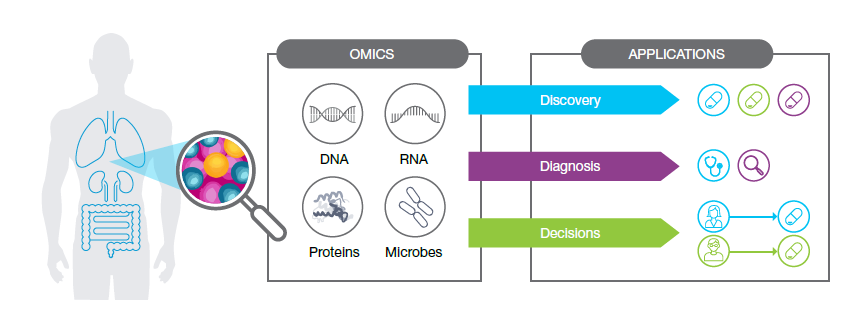 OMICS
APPLICATIONS
DNA
RNA
Proteins
Microbes
Discovery
Diagnosis
Decisions